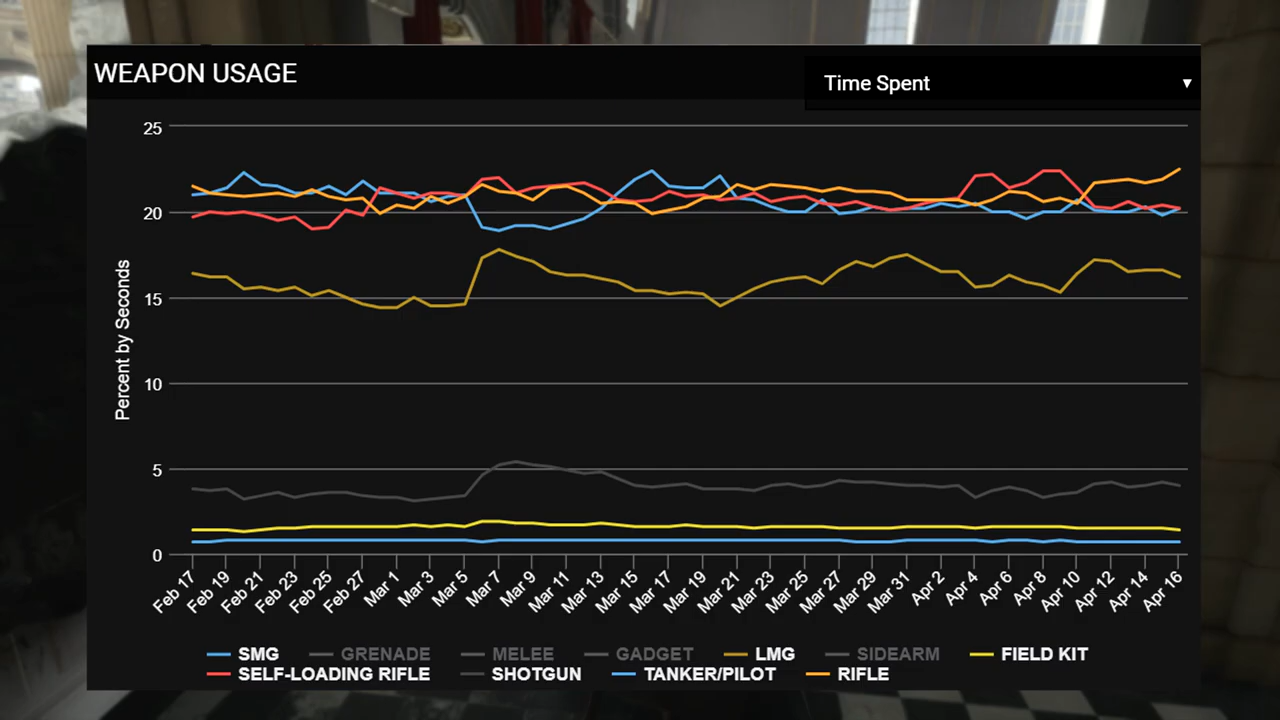 WEAPON USAGE
Time Spent ▼
25
20
15
10
5
0
Percent by Seconds
Feb 17 Feb 19 Feb 21 Feb 23 Feb 25 Feb 27 Mar 1 Mar 3 Mar 5 Mar 7 Mar 9 Mar 11 Mar 13 Mar 15 Mar 17 Mar 19 Mar 21 Mar 23 Mar 25 Mar 27 Mar 29 Mar 31 Apr 2 Apr 4 Apr 6 Apr 8 Apr 10 Apr 12 Apr 14 Apr 16
SMG GRENADE MELEE GADGET LMG SIDEARM FIELD KIT
SELF-LOADING RIFLE SHOTGUN TANKER/PILOT RIFLE